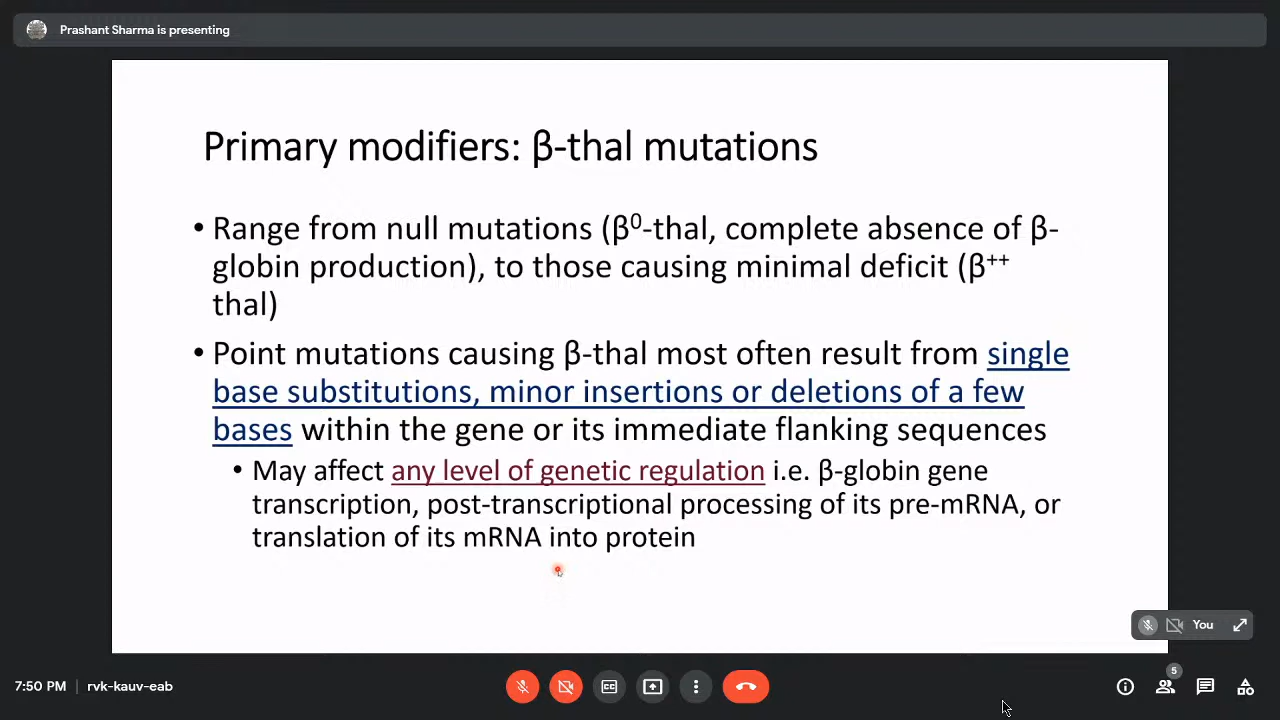 Prashant Sharma is presenting
Primary modifiers: β-thal mutations
• Range from null mutations (β⁰-thal, complete absence of β-
globin production), to those causing minimal deficit (β⁺⁺
thal)
• Point mutations causing β-thal most often result from single
base substitutions, minor insertions or deletions of a few
bases within the gene or its immediate flanking sequences
• May affect any level of genetic regulation i.e. β-globin gene
transcription, post-transcriptional processing of its pre-mRNA, or
translation of its mRNA into protein
You
7:50 PM | rvk-kauv-eab
CC
5